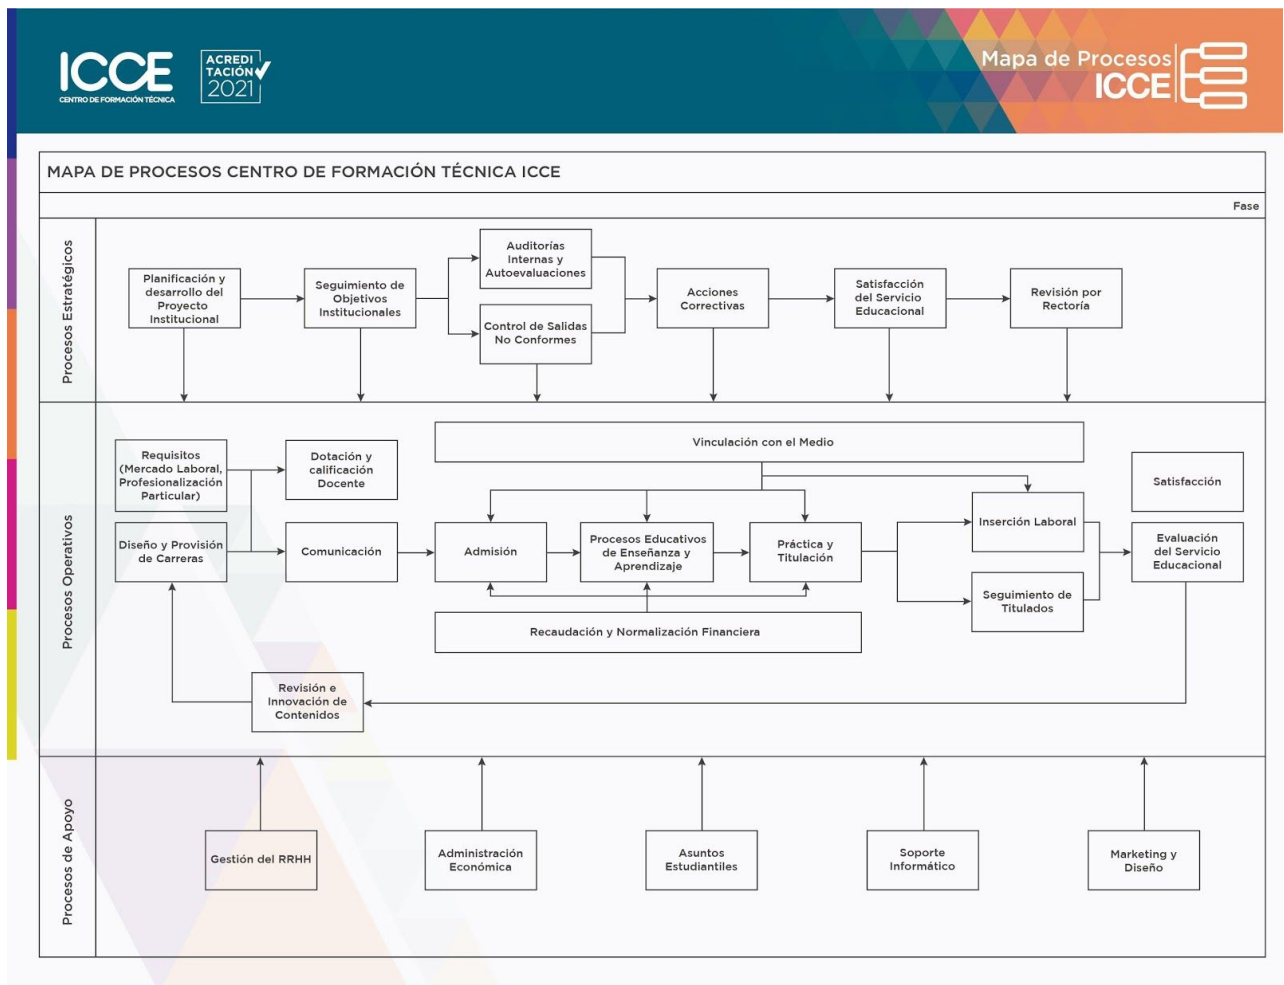 ICCE
CENTRO DE FORMACIÓN TÉCNICA
ACREDI
TACIÓN
2021
Mapa de Procesos
ICCE
MAPA DE PROCESOS CENTRO DE FORMACIÓN TÉCNICA ICCE
Fase
Procesos Estratégicos
Planificación y
desarrollo del
Proyecto
Institucional
Seguimiento de
Objetivos
Institucionales
Auditorías
Internas y
Autoevaluaciones
Control de Salidas
No Conformes
Acciones
Correctivas
Satisfacción
del Servicio
Educacional
Revisión por
Rectoría
Procesos Operativos
Requisitos
(Mercado Laboral,
Profesionalización
Particular)
Dotación y
calificación
Docente
Vinculación con el Medio
Satisfacción
Diseño y Provisión
de Carreras
Comunicación
Admisión
Procesos Educativos
de Enseñanza y
Aprendizaje
Práctica y
Titulación
Inserción Laboral
Seguimiento de
Titulados
Evaluación
del Servicio
Educacional
Recaudación y Normalización Financiera
Revisión e
Innovación de
Contenidos
Procesos de Apoyo
Gestión del RRHH
Administración
Económica
Asuntos
Estudiantiles
Soporte
Informático
Marketing y
Diseño